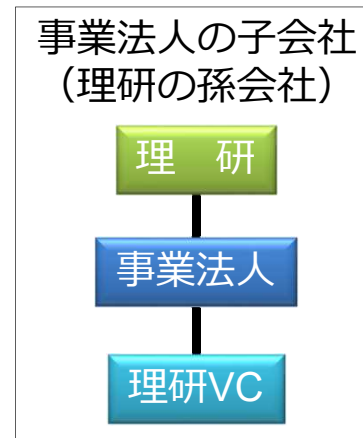 事業法人の子会社
（理研の孫会社）
理　研
事業法人
理研VC